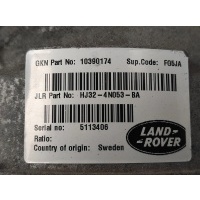 GKN Part No: 10390174 Sup.Code: FG5JA
JLR Part No: HJ32-4N053-BA
Serial no: 5113406
Ratio:
Country of origin: Sweden
LAND
ROVER